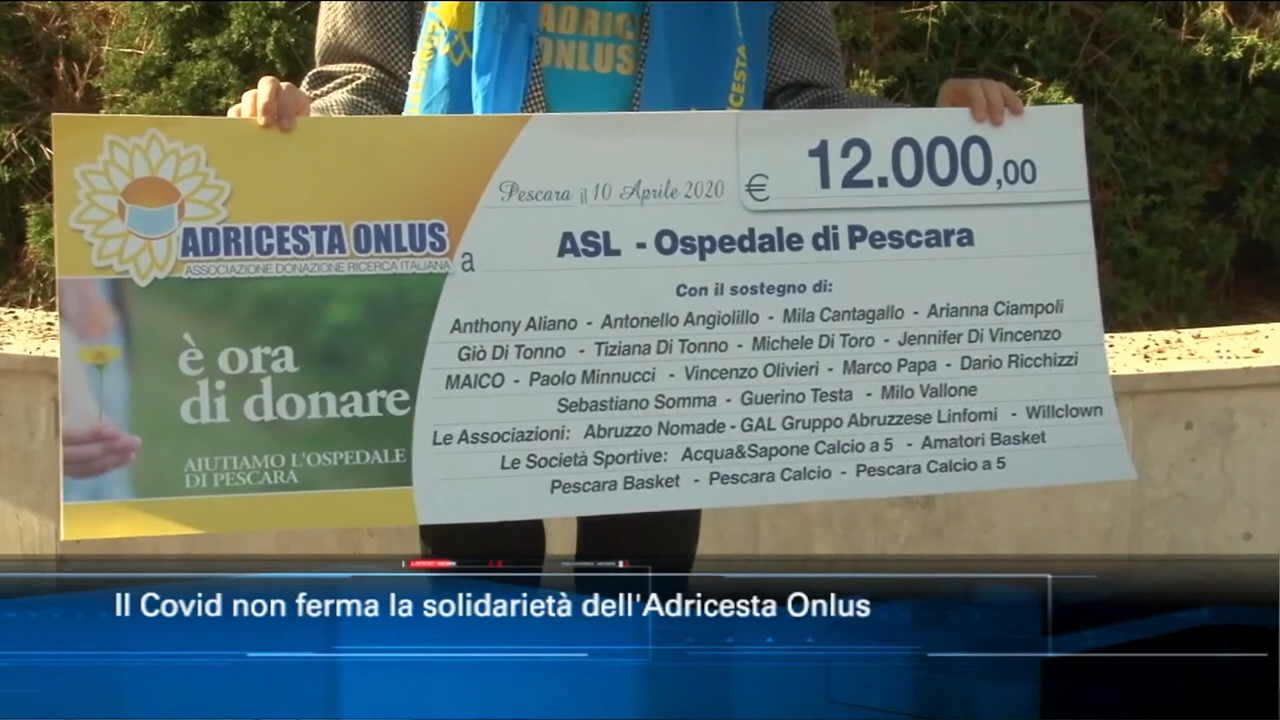 ADRIC
ONLUS
ADRICESTA
Pescara il 10 Aprile 2020
€ 12.000,00
ADRICESTA ONLUS
ASSOCIAZIONE DONAZIONE RICERCA ITALIANA
a ASL - Ospedale di Pescara
Con il sostegno di:
Anthony Aliano - Antonello Angiolillo - Mila Cantagallo - Arianna Ciampoli
Giò Di Tonno - Tiziana Di Tonno - Michele Di Toro - Jennifer Di Vincenzo
MAICO - Paolo Minnucci - Vincenzo Olivieri - Marco Papa - Dario Ricchizzi
Sebastiano Somma - Guerino Testa - Milo Vallone
Le Associazioni: Abruzzo Nomade - GAL Gruppo Abruzzese Linfomi - Willclown
Le Società Sportive: Acqua&Sapone Calcio a 5 - Amatori Basket
Pescara Basket - Pescara Calcio - Pescara Calcio a 5
è ora
di donare
AIUTIAMO L'OSPEDALE
DI PESCARA
Il Covid non ferma la solidarietà dell'Adricesta Onlus